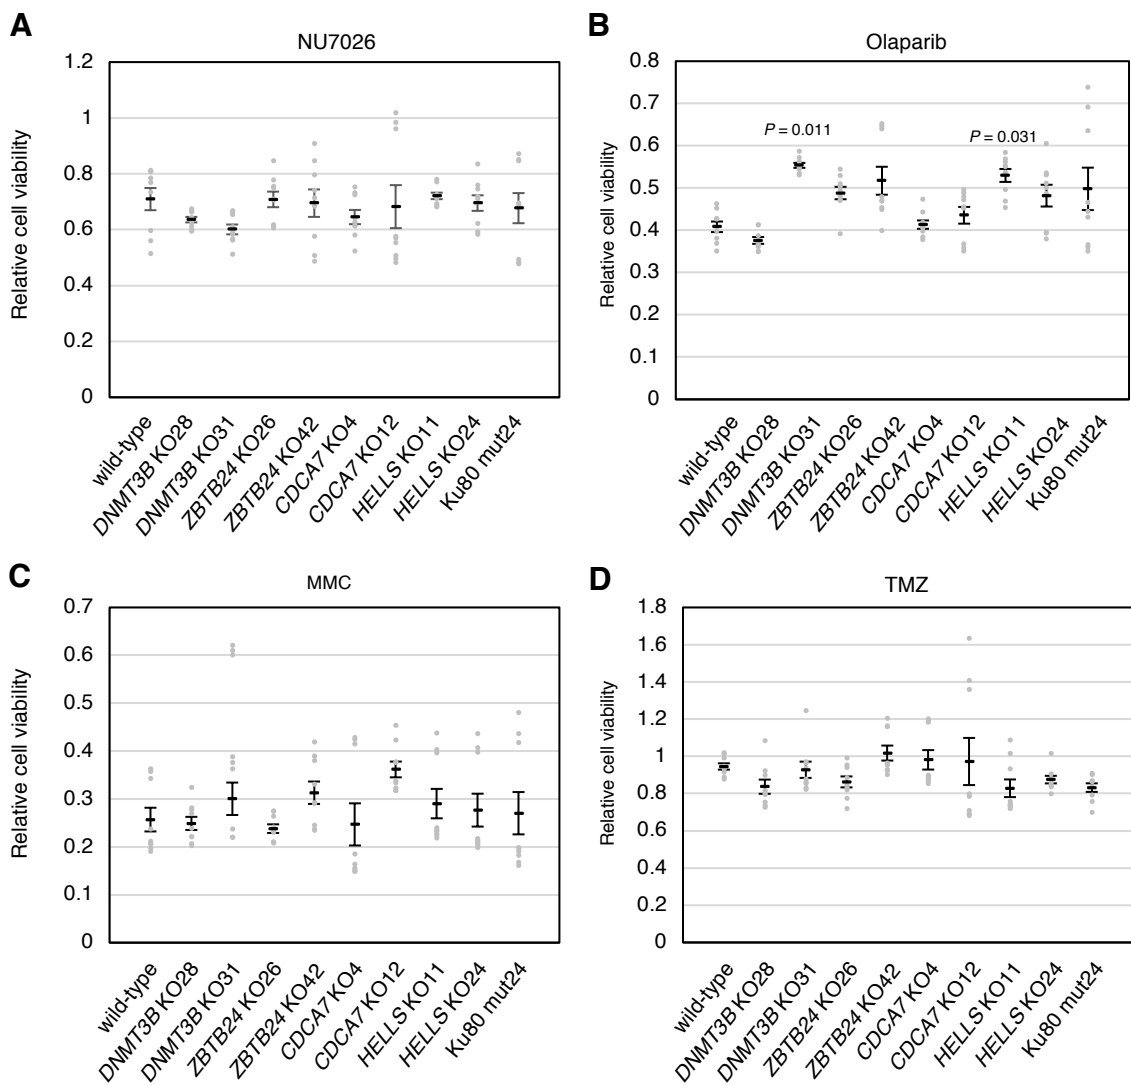 A
NU7026
Relative cell viability
1.2
1
0.8
0.6
0.4
0.2
0
wild-type
DNMT3B KO28
DNMT3B KO31
ZBTB24 KO26
ZBTB24 KO42
CDCA7 KO4
CDCA7 KO12
HELLS KO11
HELLS KO24
Ku80 mut24
B
Olaparib
Relative cell viability
0.8
0.7
0.6
0.5
0.4
0.3
0.2
0.1
0
P = 0.011
P = 0.031
wild-type
DNMT3B KO28
DNMT3B KO31
ZBTB24 KO26
ZBTB24 KO42
CDCA7 KO4
CDCA7 KO12
HELLS KO11
HELLS KO24
Ku80 mut24
C
MMC
Relative cell viability
0.7
0.6
0.5
0.4
0.3
0.2
0.1
0
wild-type
DNMT3B KO28
DNMT3B KO31
ZBTB24 KO26
ZBTB24 KO42
CDCA7 KO4
CDCA7 KO12
HELLS KO11
HELLS KO24
Ku80 mut24
D
TMZ
Relative cell viability
1.8
1.6
1.4
1.2
1
0.8
0.6
0.4
0.2
0
wild-type
DNMT3B KO28
DNMT3B KO31
ZBTB24 KO26
ZBTB24 KO42
CDCA7 KO4
CDCA7 KO12
HELLS KO11
HELLS KO24
Ku80 mut24